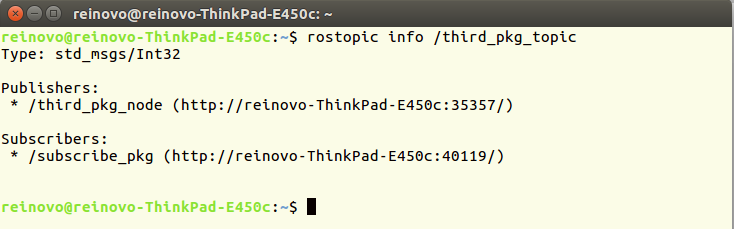 reinovo@reinovo-ThinkPad-E450c: ~
reinovo@reinovo-ThinkPad-E450c:~$ rostopic info /third_pkg_topic
Type: std_msgs/Int32
Publishers:
 * /third_pkg_node (http://reinovo-ThinkPad-E450c:35357/)
Subscribers:
 * /subscribe_pkg (http://reinovo-ThinkPad-E450c:40119/)
reinovo@reinovo-ThinkPad-E450c:~$